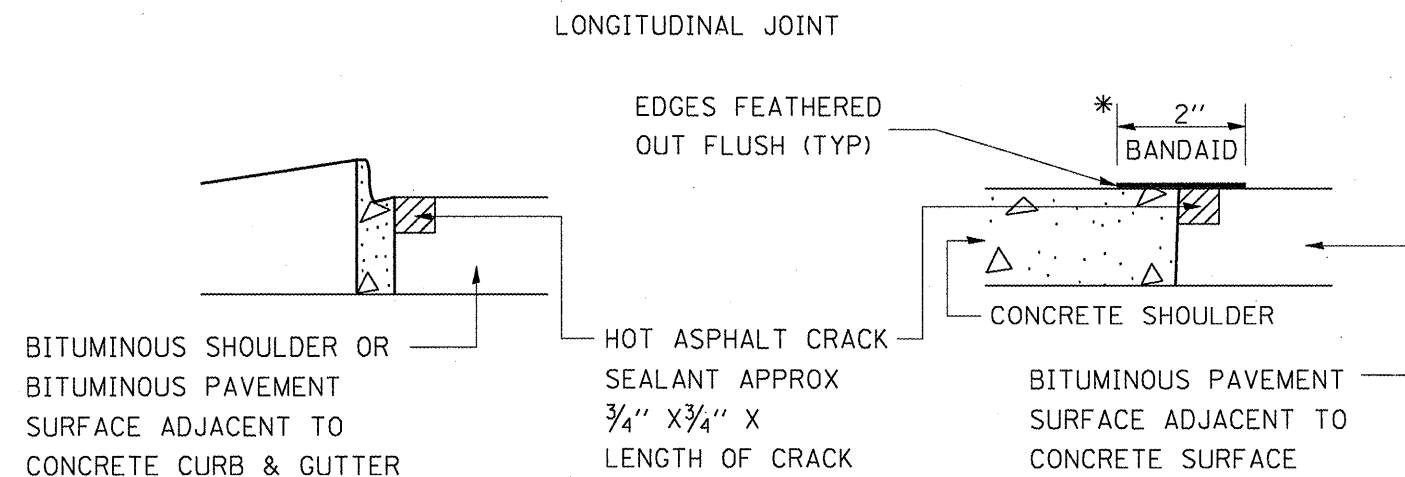 LONGITUDINAL JOINT
EDGES FEATHERED
OUT FLUSH (TYP)
* 2''
BANDAID
CONCRETE SHOULDER
BITUMINOUS SHOULDER OR
BITUMINOUS PAVEMENT
SURFACE ADJACENT TO
CONCRETE CURB & GUTTER
HOT ASPHALT CRACK
SEALANT APPROX
3/4'' X3/4'' X
LENGTH OF CRACK
BITUMINOUS PAVEMENT
SURFACE ADJACENT TO
CONCRETE SURFACE